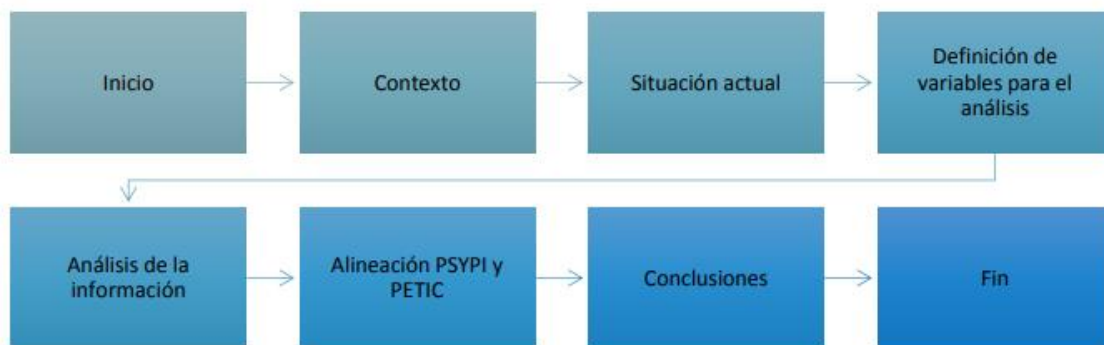 Inicio
Contexto
Situación actual
Definición de
variables para el
análisis
Análisis de la
información
Alineación PSYPI y
PETIC
Conclusiones
Fin